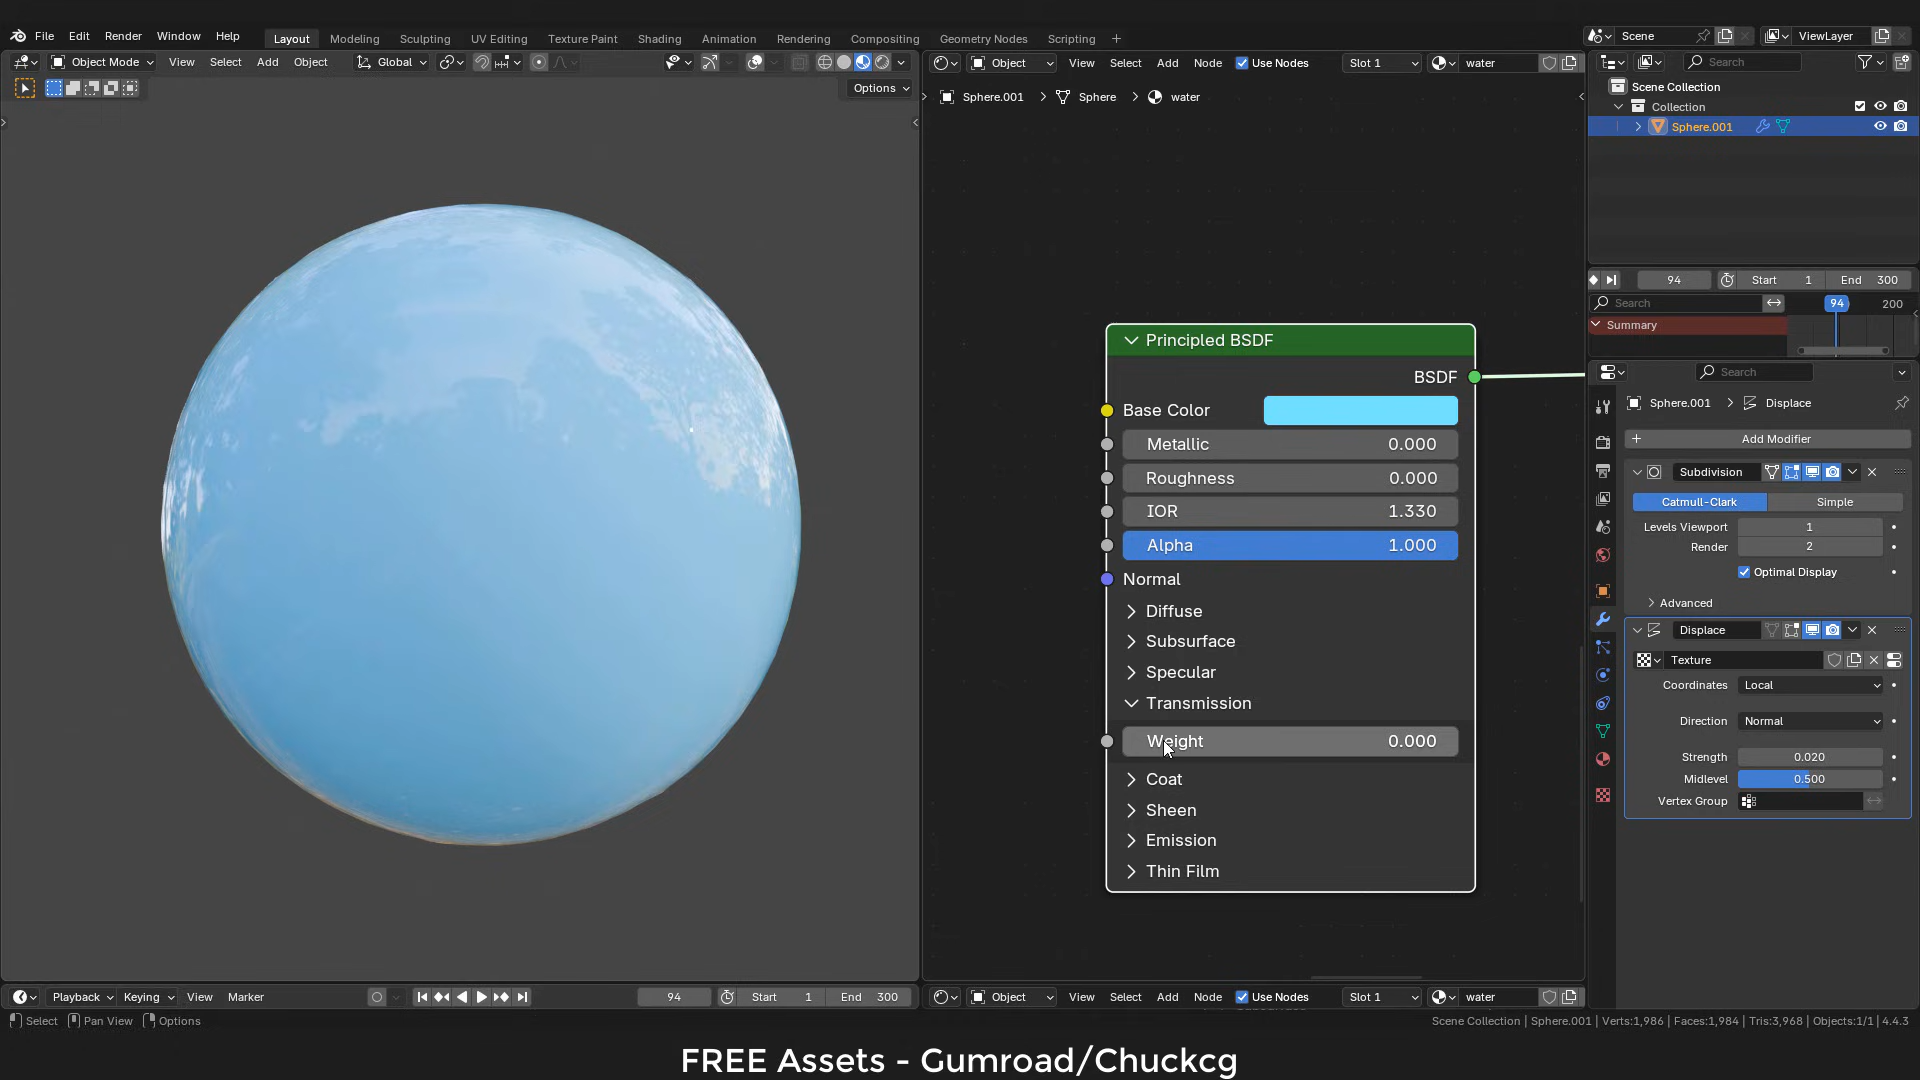 File Edit Render Window Help Layout Modeling Sculpting UV Editing Texture Paint Shading Animation Rendering Compositing Geometry Nodes Scripting + Scene ViewLayer
Object Mode View Select Add Object Global
Options
Object View Select Add Node Use Nodes Slot 1 water
Sphere.001 Sphere water
Principled BSDF
BSDF
Base Color
Metallic 0.000
Roughness 0.000
IOR 1.330
Alpha 1.000
Normal
Diffuse
Subsurface
Specular
Transmission
Weight 0.000
Coat
Sheen
Emission
Thin Film
Search
Scene Collection
Collection
Sphere.001
94 Start 1 End 300
Search 94 200
Summary
Search
Sphere.001 Displace
Add Modifier
Subdivision
Catmull-Clark Simple
Levels Viewport 1
Render 2
Optimal Display
Advanced
Displace
Texture
Coordinates Local
Direction Normal
Strength 0.020
Midlevel 0.500
Vertex Group
Playback Keying View Marker 94 Start 1 End 300
Object View Select Add Node Use Nodes Slot 1 water
Select Pan View Options
Scene Collection | Sphere.001 | Verts:1,986 | Faces:1,984 | Tris:3,968 | Objects:1/1 | 4.4.3
FREE Assets - Gumroad/Chuckcg